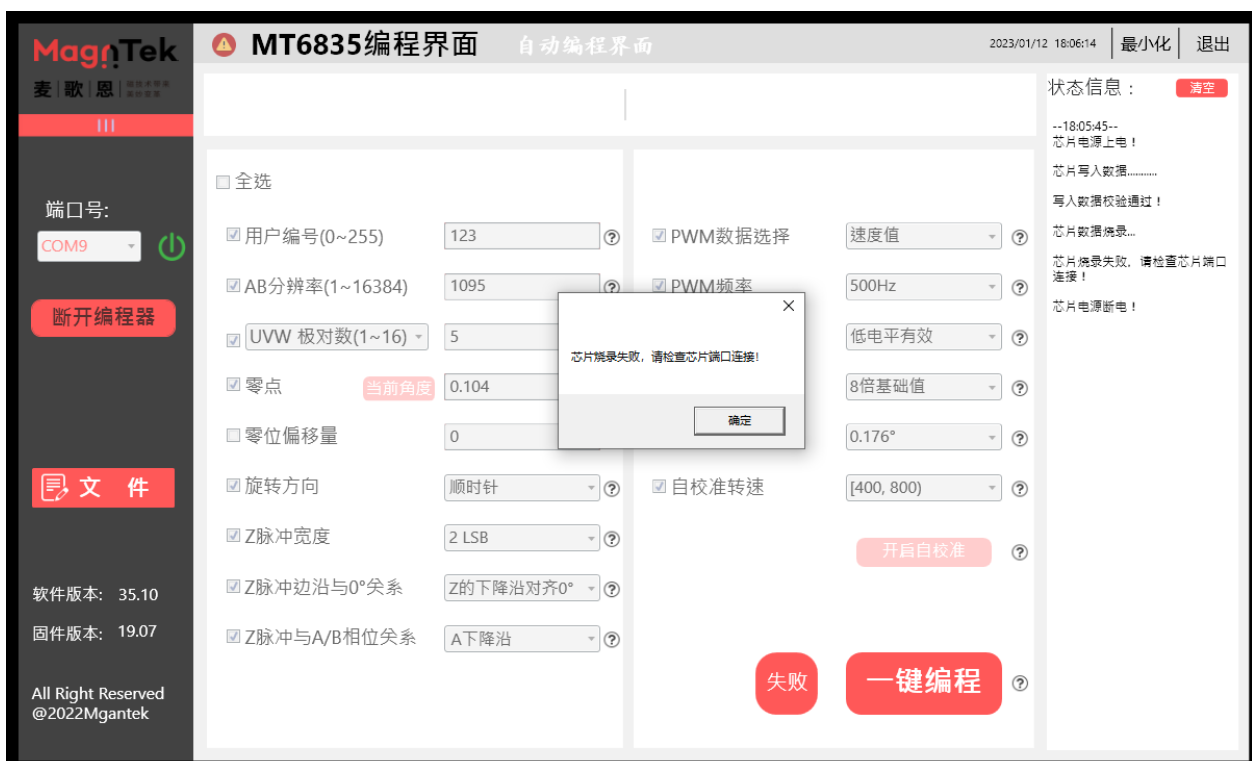 MagnTek
麦|歌|恩
MT6835编程界面
自动编程界面
2023/01/12 18:06:14
最小化
退出
端口号:
COM9
断开编程器
文 件
软件版本: 35.10
固件版本: 19.07
All Right Reserved
@2022Mgantek
全选
用户编号(0~255)
123
AB分辨率(1~16384)
1095
UVW 极对数(1~16)
5
零点
当前角度
0.104
零位偏移量
0
旋转方向
顺时针
Z脉冲宽度
2 LSB
Z脉冲边沿与0°关系
Z的下降沿对齐0°
Z脉冲与A/B相位关系
A下降沿
PWM数据选择
速度值
PWM频率
500Hz
低电平有效
8倍基础值
0.176°
自校准转速
[400, 800)
开启自校准
失败
一键编程
芯片烧录失败，请检查芯片端口连接!
确定
状态信息：
清空
--18:05:45--
芯片电源上电！
芯片写入数据..........
写入数据校验通过！
芯片数据烧录...
芯片烧录失败，请检查芯片端口
连接！
芯片电源断电！